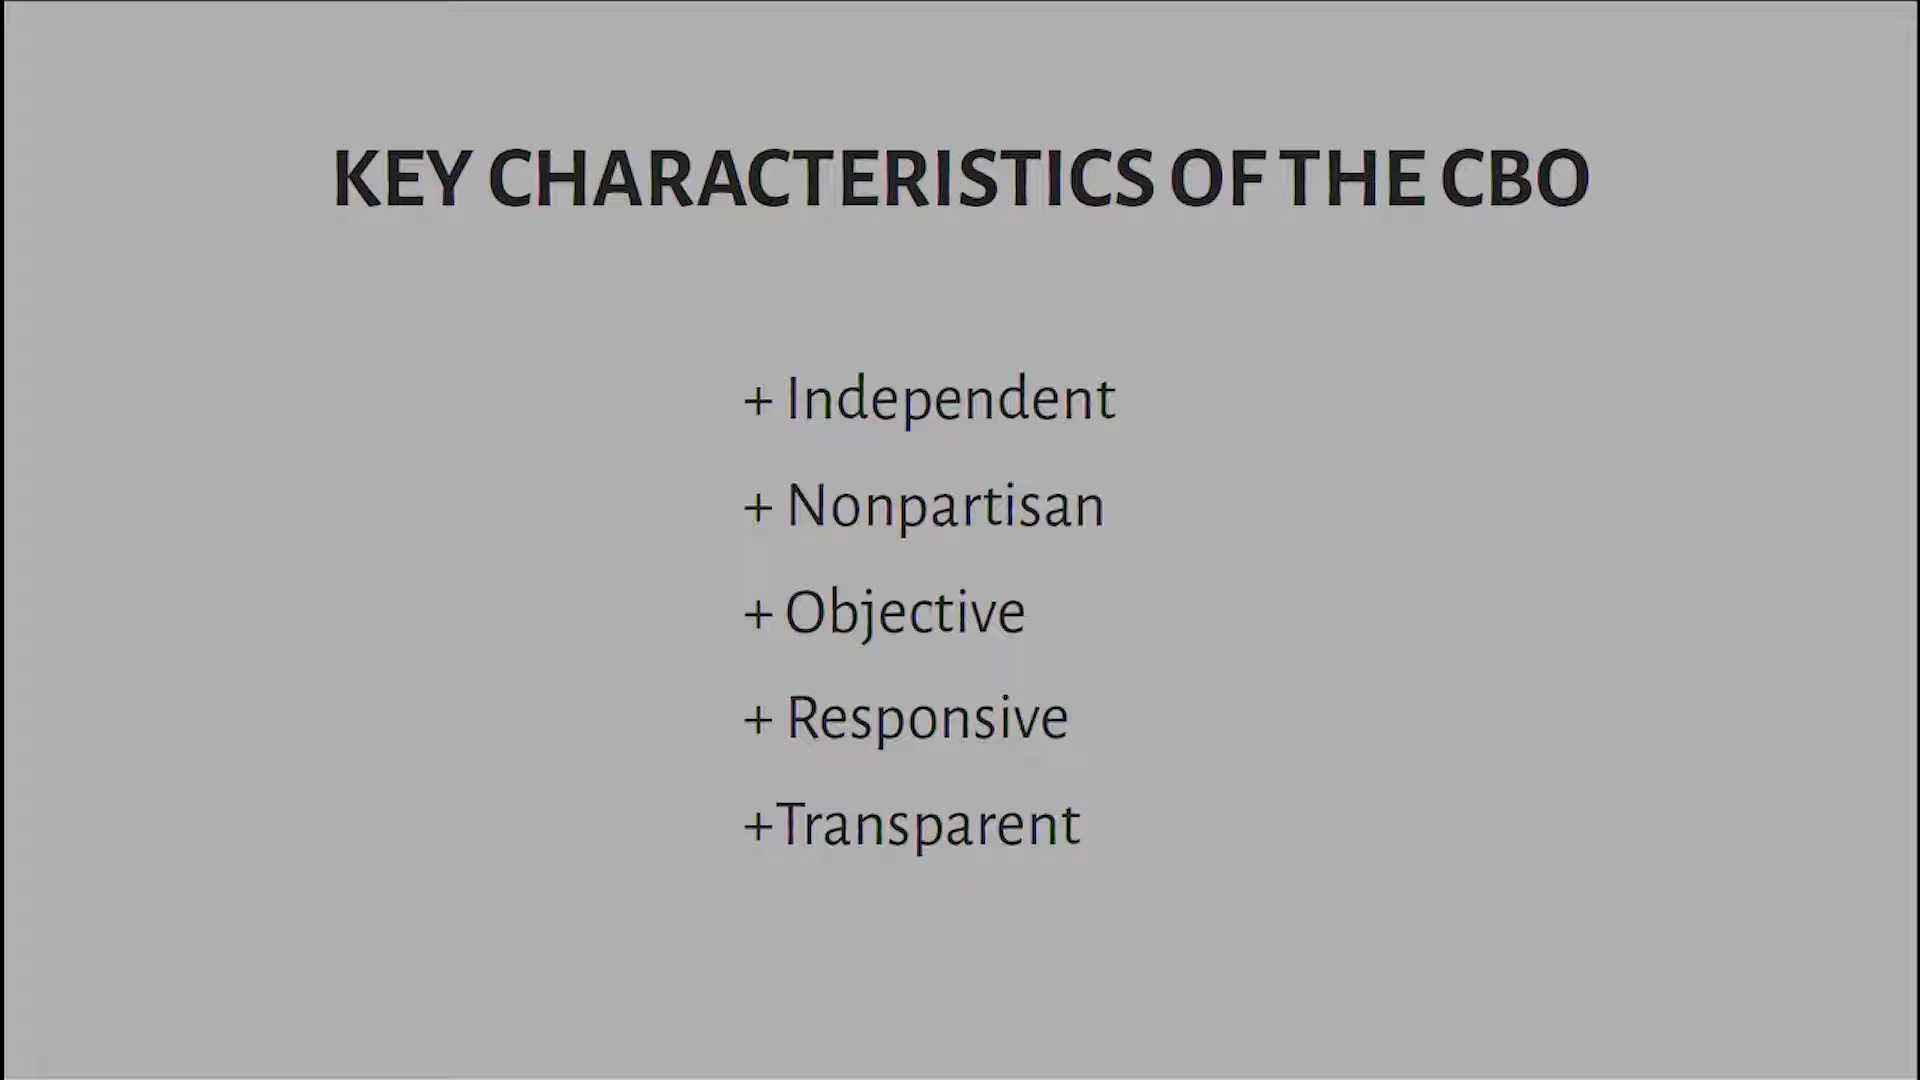 KEY CHARACTERISTICS OF THE CBO
+ Independent
+ Nonpartisan
+ Objective
+ Responsive
+Transparent